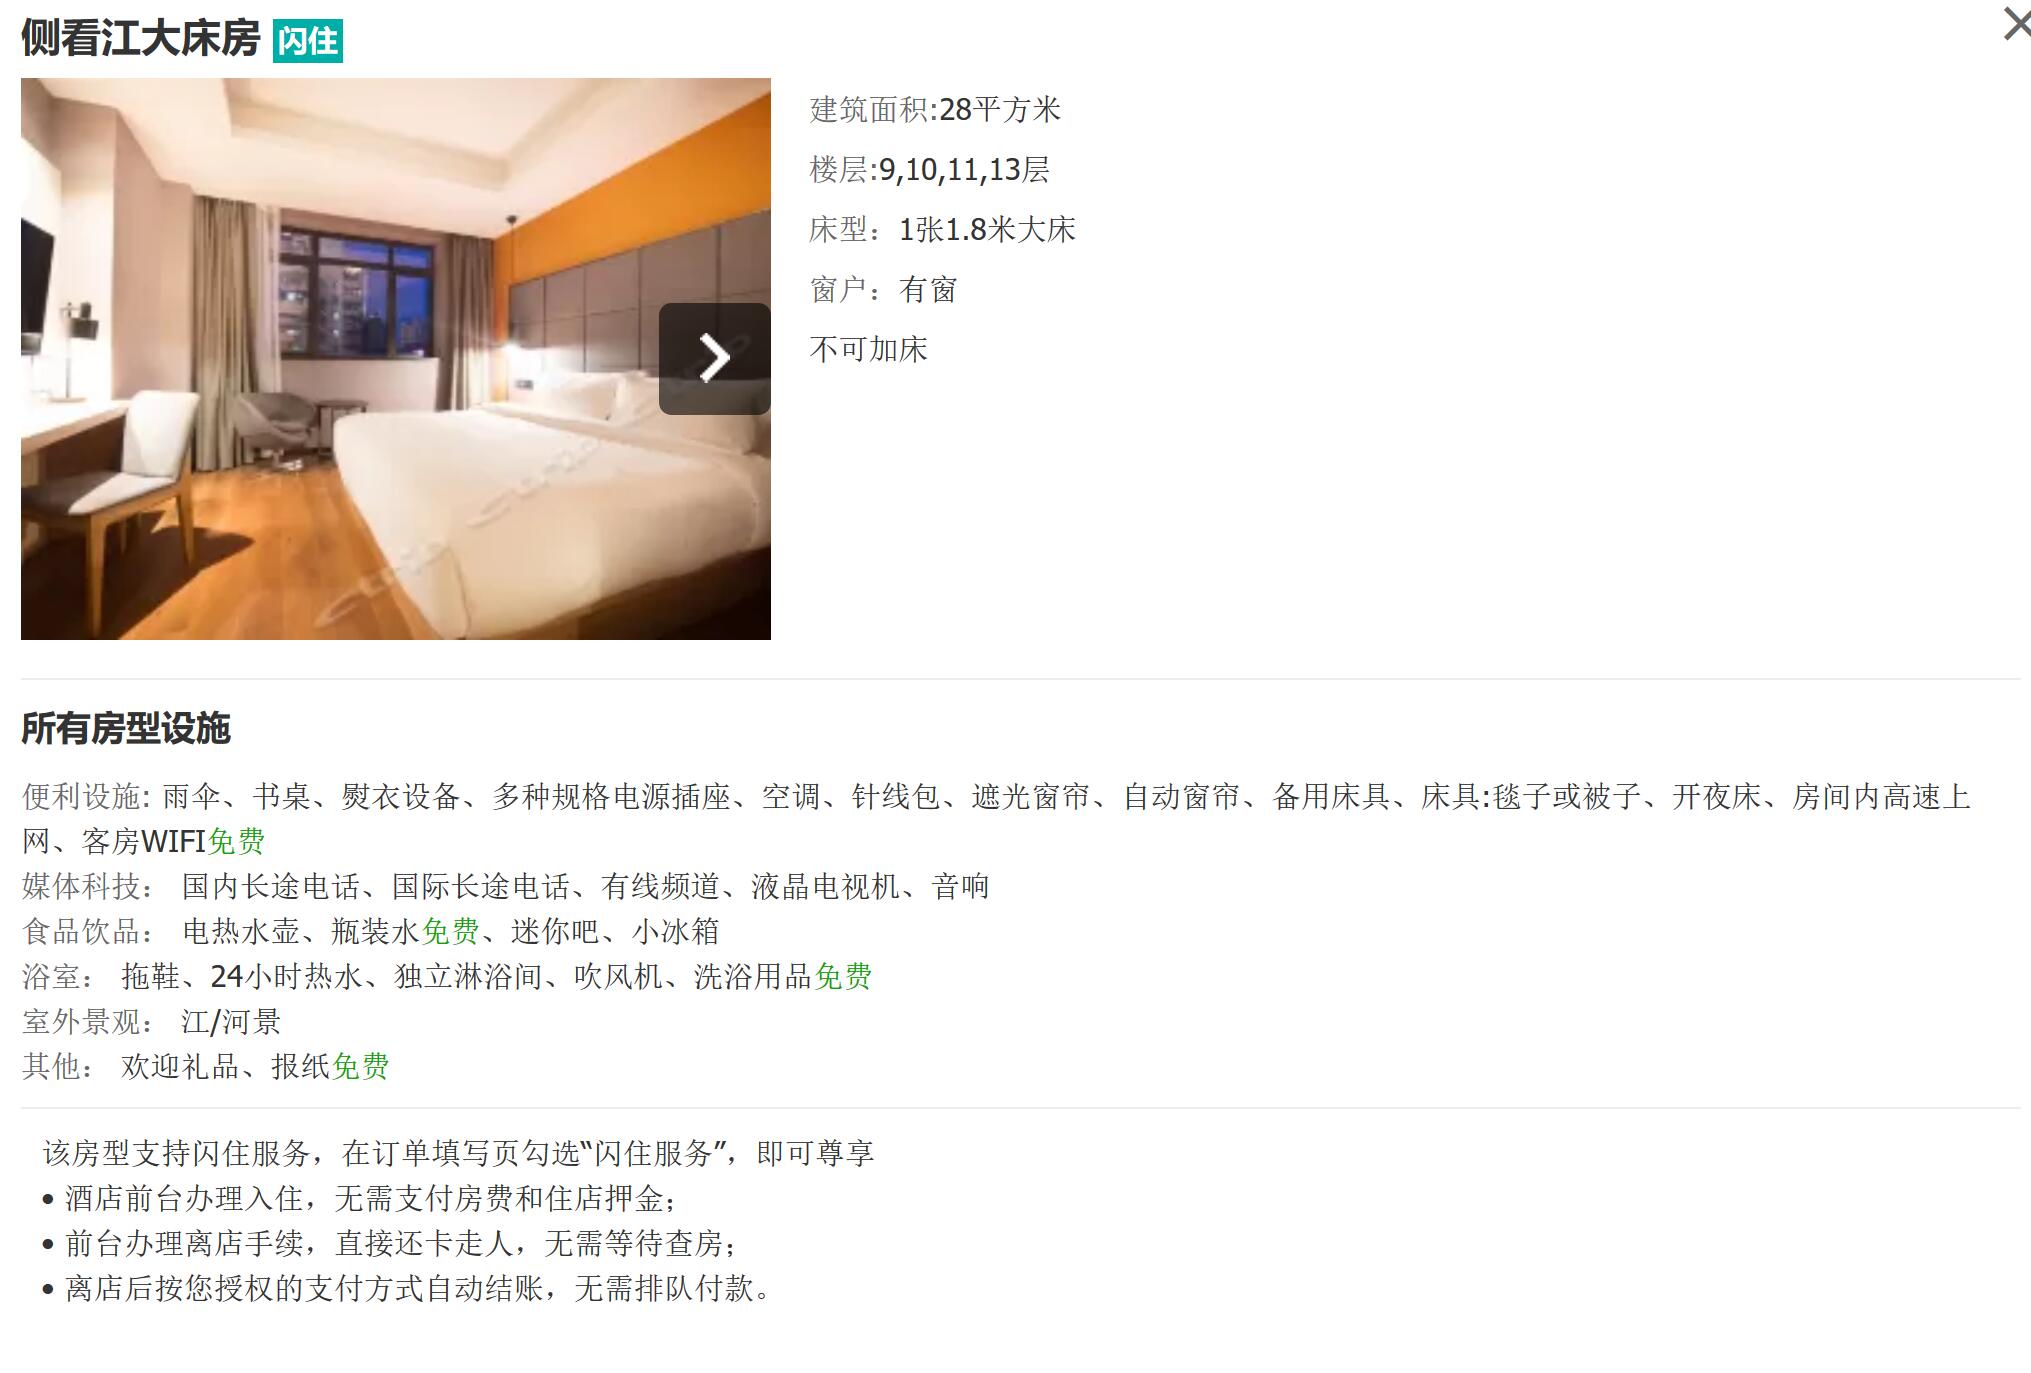 侧看江大床房 闪住
建筑面积:28平方米
楼层:9,10,11,13层
床型：1张1.8米大床
窗户：有窗
不可加床
所有房型设施
便利设施: 雨伞、书桌、熨衣设备、多种规格电源插座、空调、针线包、遮光窗帘、自动窗帘、备用床具、床具:毯子或被子、开夜床、房间内高速上
网、客房WIFI免费
媒体科技： 国内长途电话、国际长途电话、有线频道、液晶电视机、音响
食品饮品： 电热水壶、瓶装水免费、迷你吧、小冰箱
浴室： 拖鞋、24小时热水、独立淋浴间、吹风机、洗浴用品免费
室外景观： 江/河景
其他： 欢迎礼品、报纸免费
该房型支持闪住服务，在订单填写页勾选“闪住服务”，即可尊享
• 酒店前台办理入住，无需支付房费和住店押金；
• 前台办理离店手续，直接还卡走人，无需等待查房；
• 离店后按您授权的支付方式自动结账，无需排队付款。